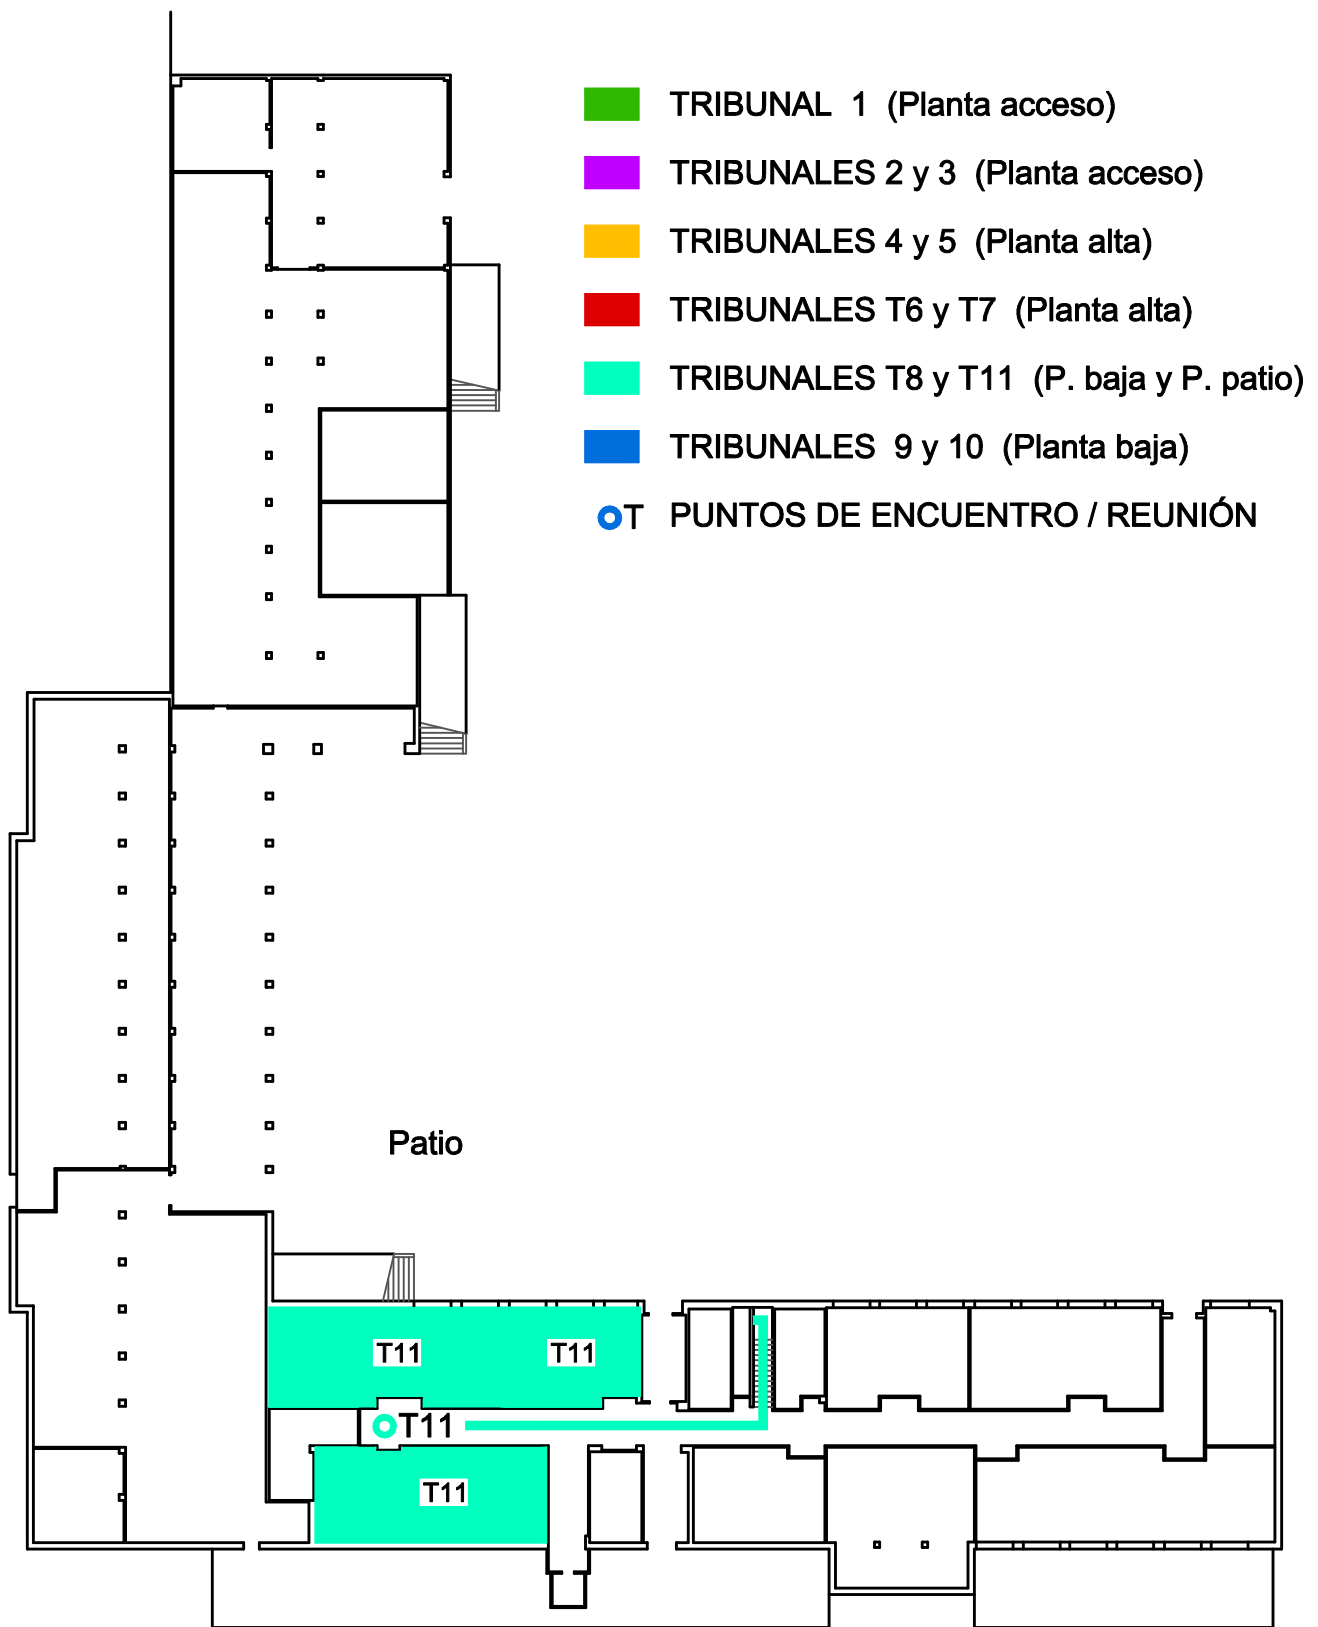 TRIBUNAL 1 (Planta acceso)
TRIBUNALES 2 y 3 (Planta acceso)
TRIBUNALES 4 y 5 (Planta alta)
TRIBUNALES T6 y T7 (Planta alta)
TRIBUNALES T8 y T11 (P. baja y P. patio)
TRIBUNALES 9 y 10 (Planta baja)
T PUNTOS DE ENCUENTRO / REUNIÓN
Patio
T11 T11
T11
T11